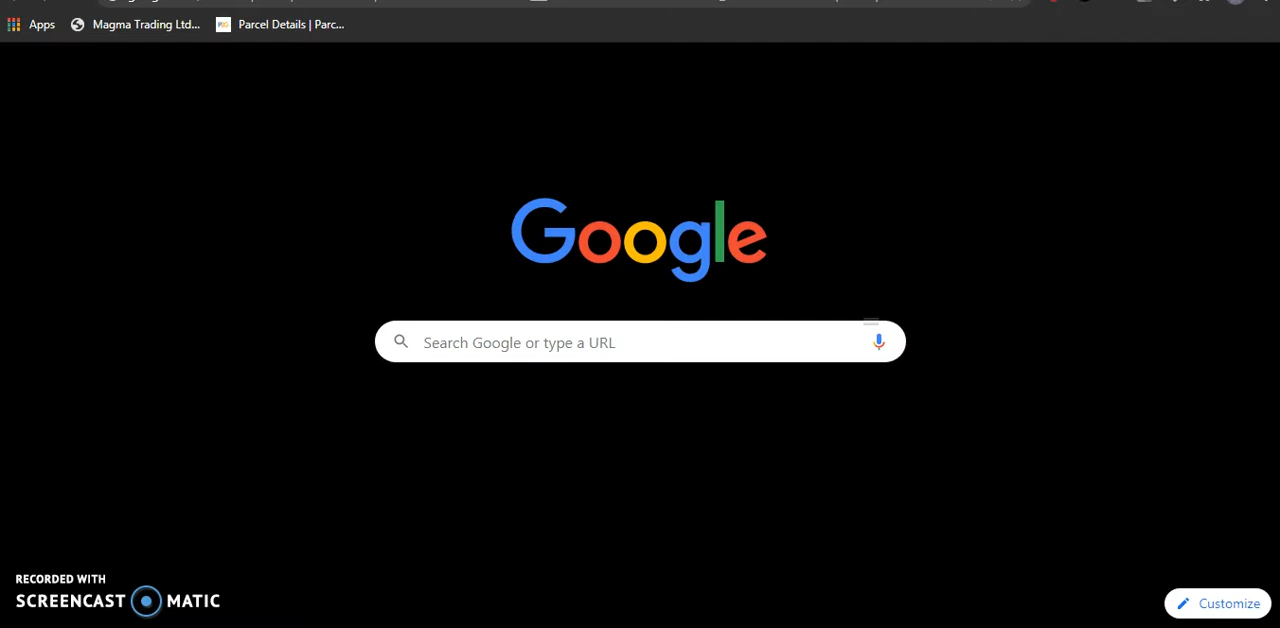 Apps Magma Trading Ltd... Parcel Details | Parc...
Google
Search Google or type a URL
RECORDED WITH
SCREENCAST MATIC
Customize